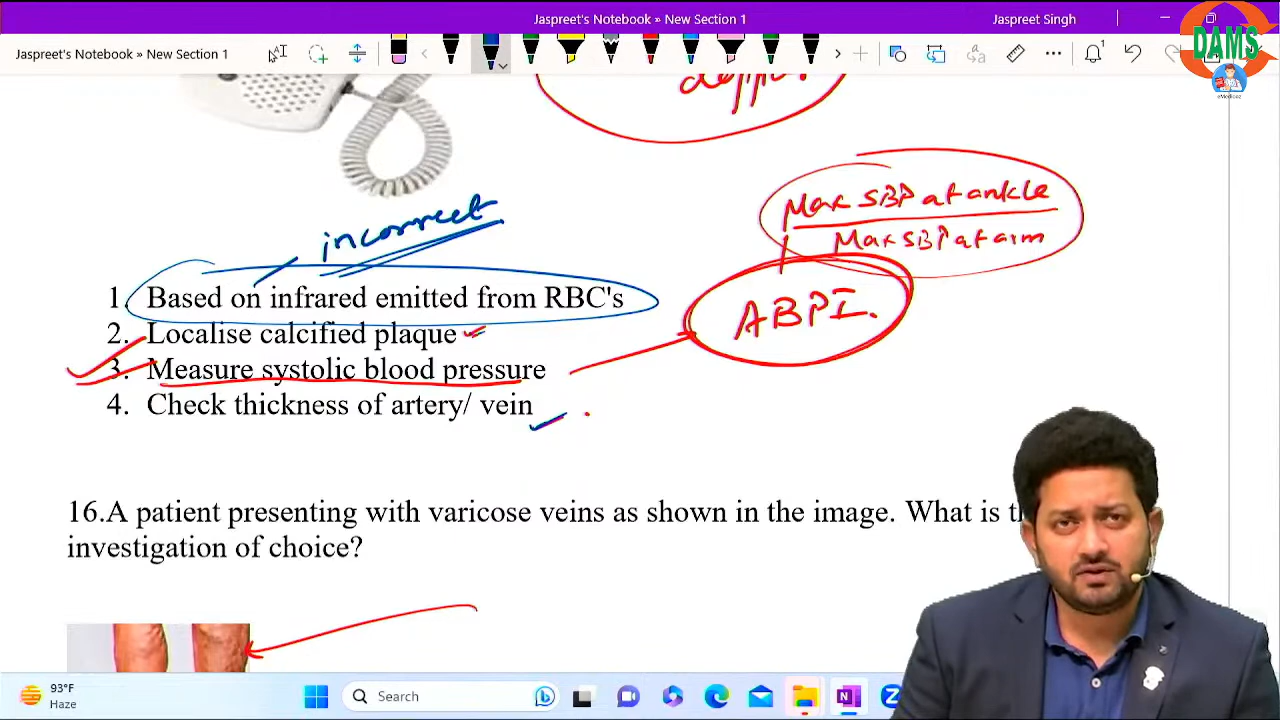 Jaspreet's Notebook » New Section 1
Jaspreet Singh
Jaspreet's Notebook » New Section 1
DAMS
eMedicoz
Max SBP at ankle
Max SBP at arm
incorrect
ABPI.
1. Based on infrared emitted from RBC's
2. Localise calcified plaque
3. Measure systolic blood pressure
4. Check thickness of artery/ vein
16.A patient presenting with varicose veins as shown in the image. What is
investigation of choice?
93°F
Haze
Search